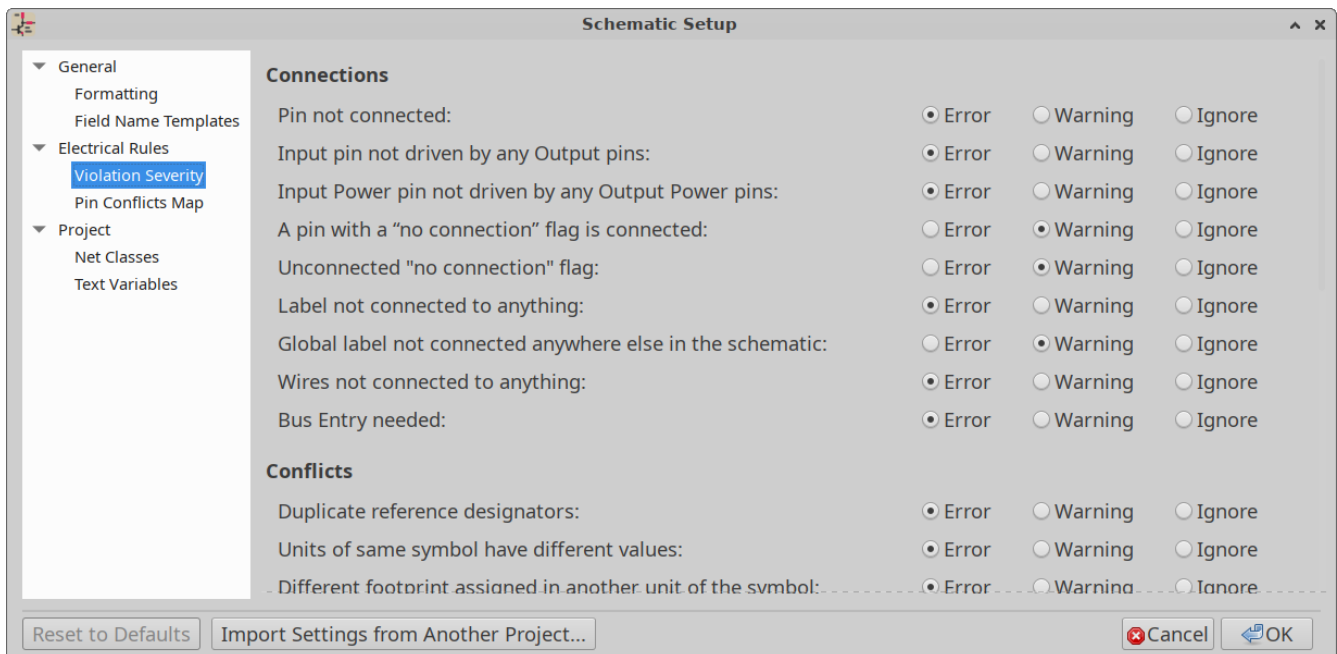 Schematic Setup
General
Formatting
Field Name Templates
Electrical Rules
Violation Severity
Pin Conflicts Map
Project
Net Classes
Text Variables
Connections
Pin not connected: Error Warning Ignore
Input pin not driven by any Output pins: Error Warning Ignore
Input Power pin not driven by any Output Power pins: Error Warning Ignore
A pin with a “no connection” flag is connected: Error Warning Ignore
Unconnected "no connection" flag: Error Warning Ignore
Label not connected to anything: Error Warning Ignore
Global label not connected anywhere else in the schematic: Error Warning Ignore
Wires not connected to anything: Error Warning Ignore
Bus Entry needed: Error Warning Ignore
Conflicts
Duplicate reference designators: Error Warning Ignore
Units of same symbol have different values: Error Warning Ignore
Different footprint assigned in another unit of the symbol: Error Warning Ignore
Reset to Defaults Import Settings from Another Project... Cancel OK